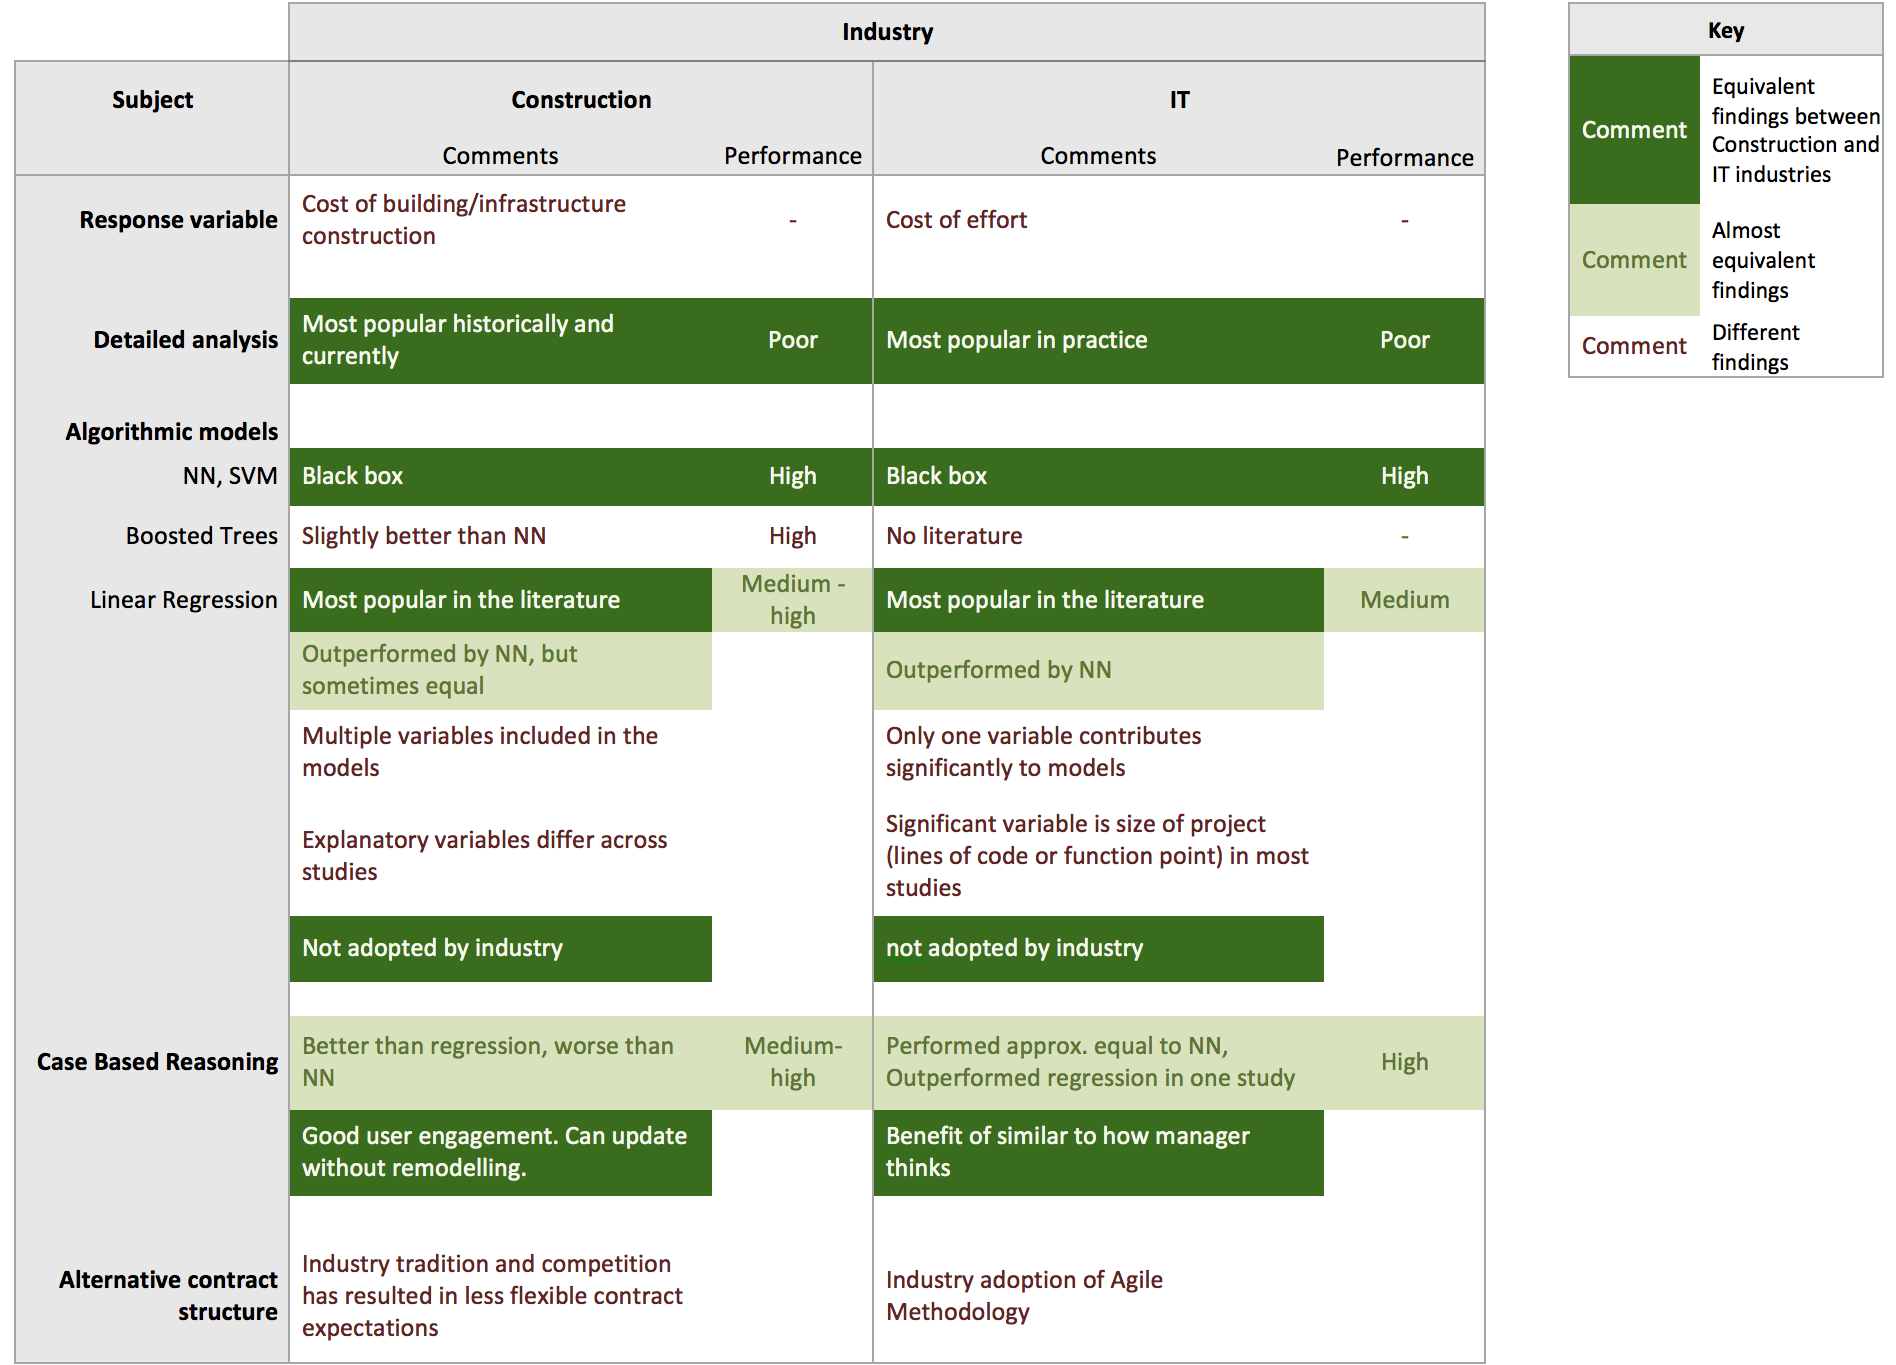 Industry
Subject
Construction
IT
Comments
Performance
Comments
Performance
Response variable
Cost of building/infrastructure
construction
-
Cost of effort
-
Detailed analysis
Most popular historically and
currently
Poor
Most popular in practice
Poor
Algorithmic models
NN, SVM
Black box
High
Black box
High
Boosted Trees
Slightly better than NN
High
No literature
-
Linear Regression
Most popular in the literature
Medium -
high
Most popular in the literature
Medium
Outperformed by NN, but
sometimes equal
Outperformed by NN
Multiple variables included in the
models
Only one variable contributes
significantly to models
Explanatory variables differ across
studies
Significant variable is size of project
(lines of code or function point) in most
studies
Not adopted by industry
not adopted by industry
Case Based Reasoning
Better than regression, worse than
NN
Medium-
high
Performed approx. equal to NN,
Outperformed regression in one study
High
Good user engagement. Can update
without remodelling.
Benefit of similar to how manager
thinks
Alternative contract
structure
Industry tradition and competition
has resulted in less flexible contract
expectations
Industry adoption of Agile
Methodology
Key
Comment
Equivalent
findings between
Construction and
IT industries
Comment
Almost
equivalent
findings
Comment
Different
findings